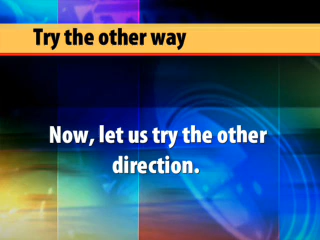 Try the other way
Now, let us try the other
direction.